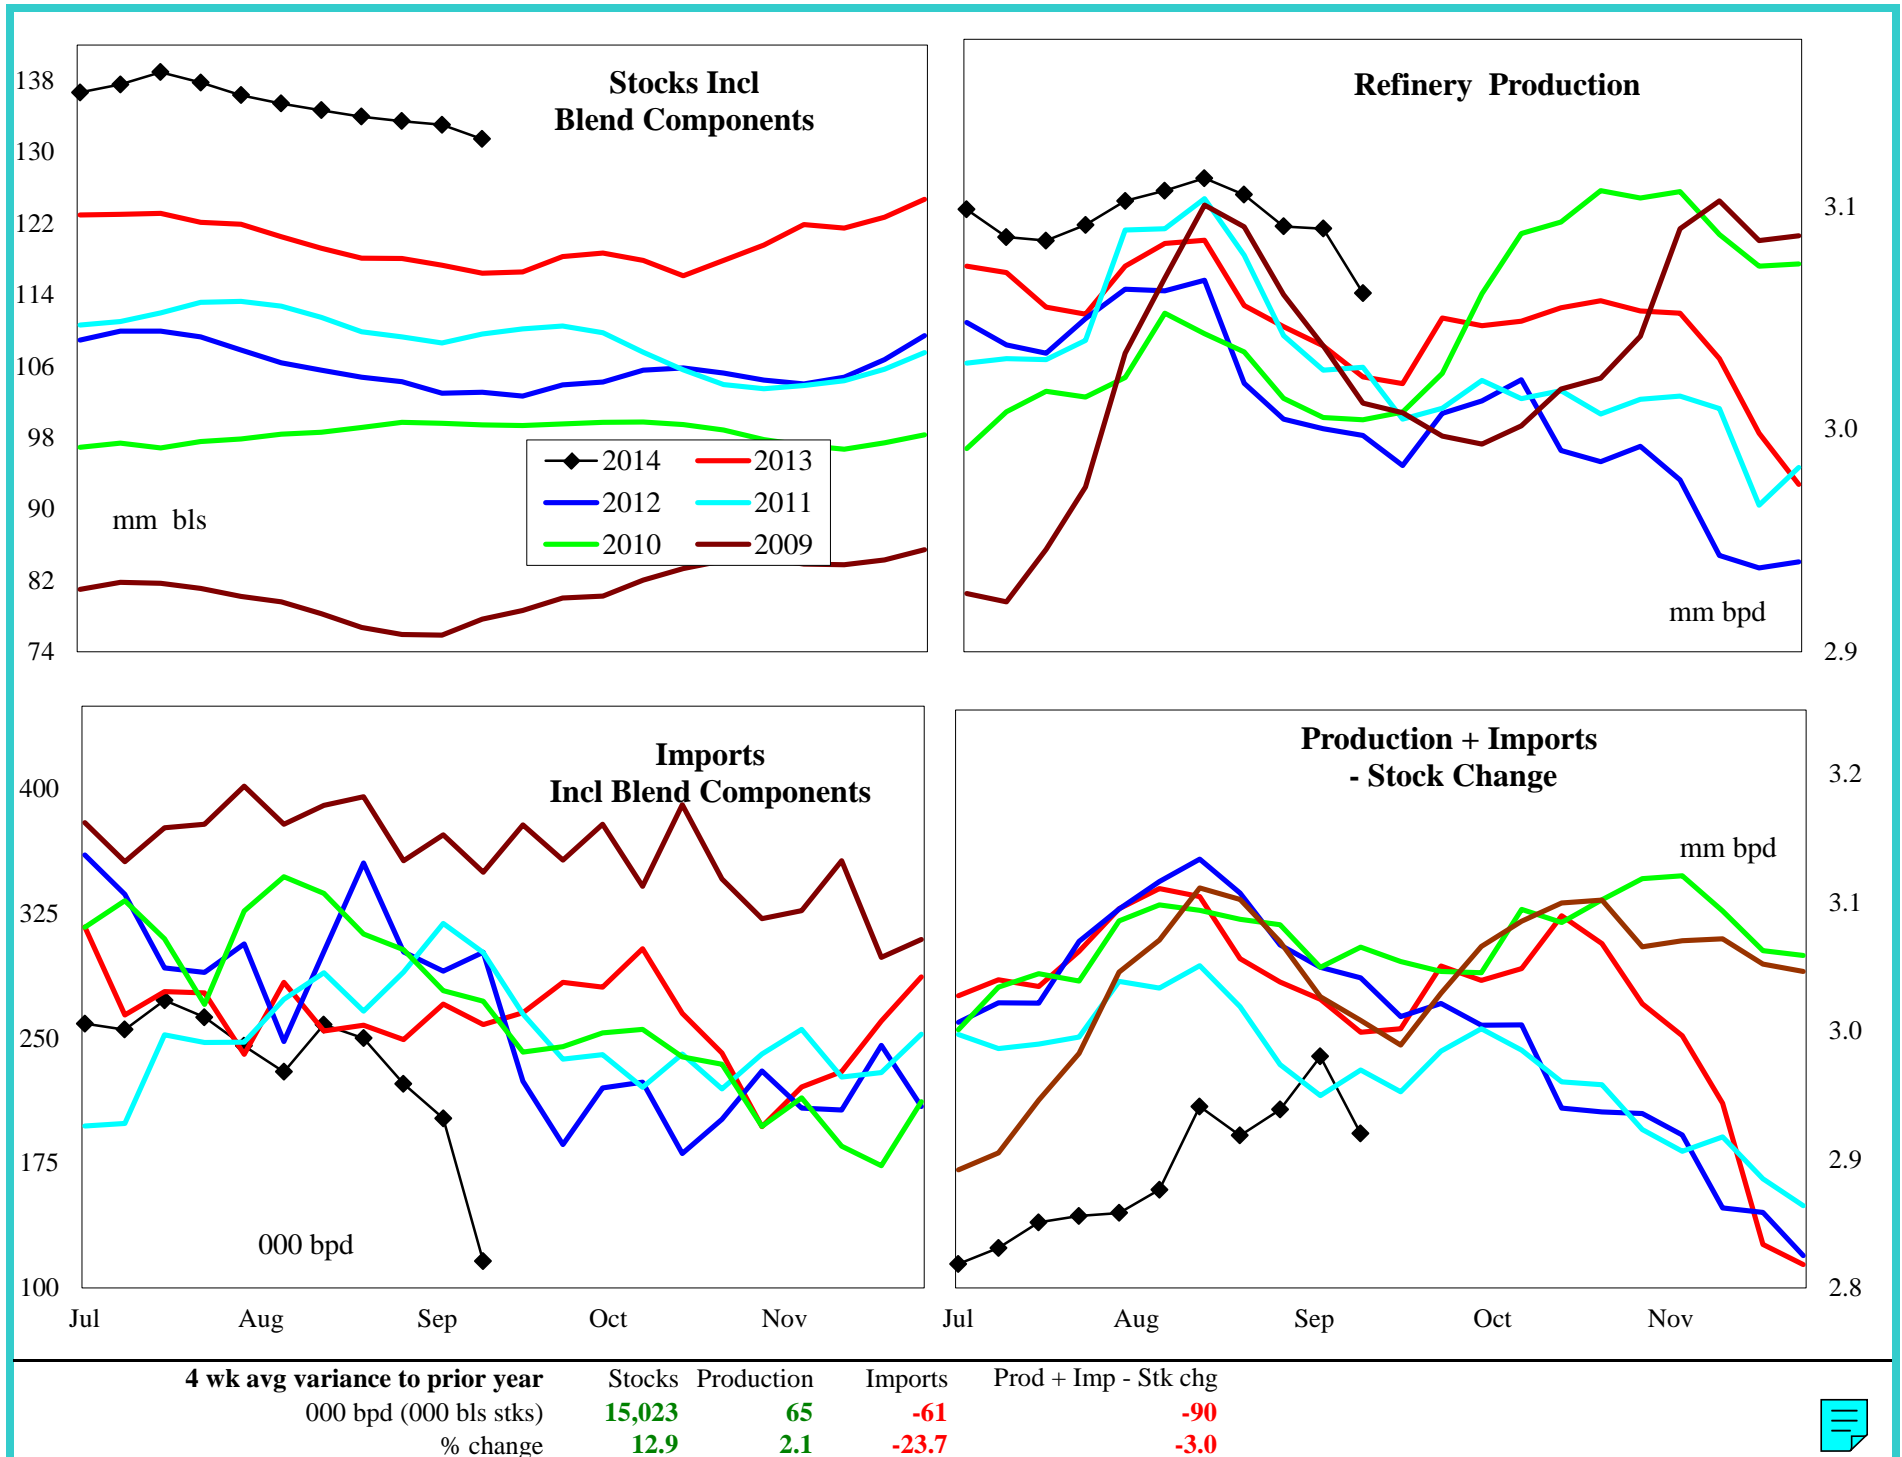 Stocks Incl
Blend Components
138
130
122
114
106
98
90
82
74
mm bls
2014 2013
2012 2011
2010 2009
Refinery Production
3.1
3.0
2.9
mm bpd
Imports
Incl Blend Components
400
325
250
175
100
000 bpd
Jul Aug Sep Oct Nov
Production + Imports
- Stock Change
mm bpd
3.2
3.1
3.0
2.9
2.8
Jul Aug Sep Oct Nov
4 wk avg variance to prior year Stocks Production Imports Prod + Imp - Stk chg
000 bpd (000 bls stks) 15,023 65 -61 -90
% change 12.9 2.1 -23.7 -3.0